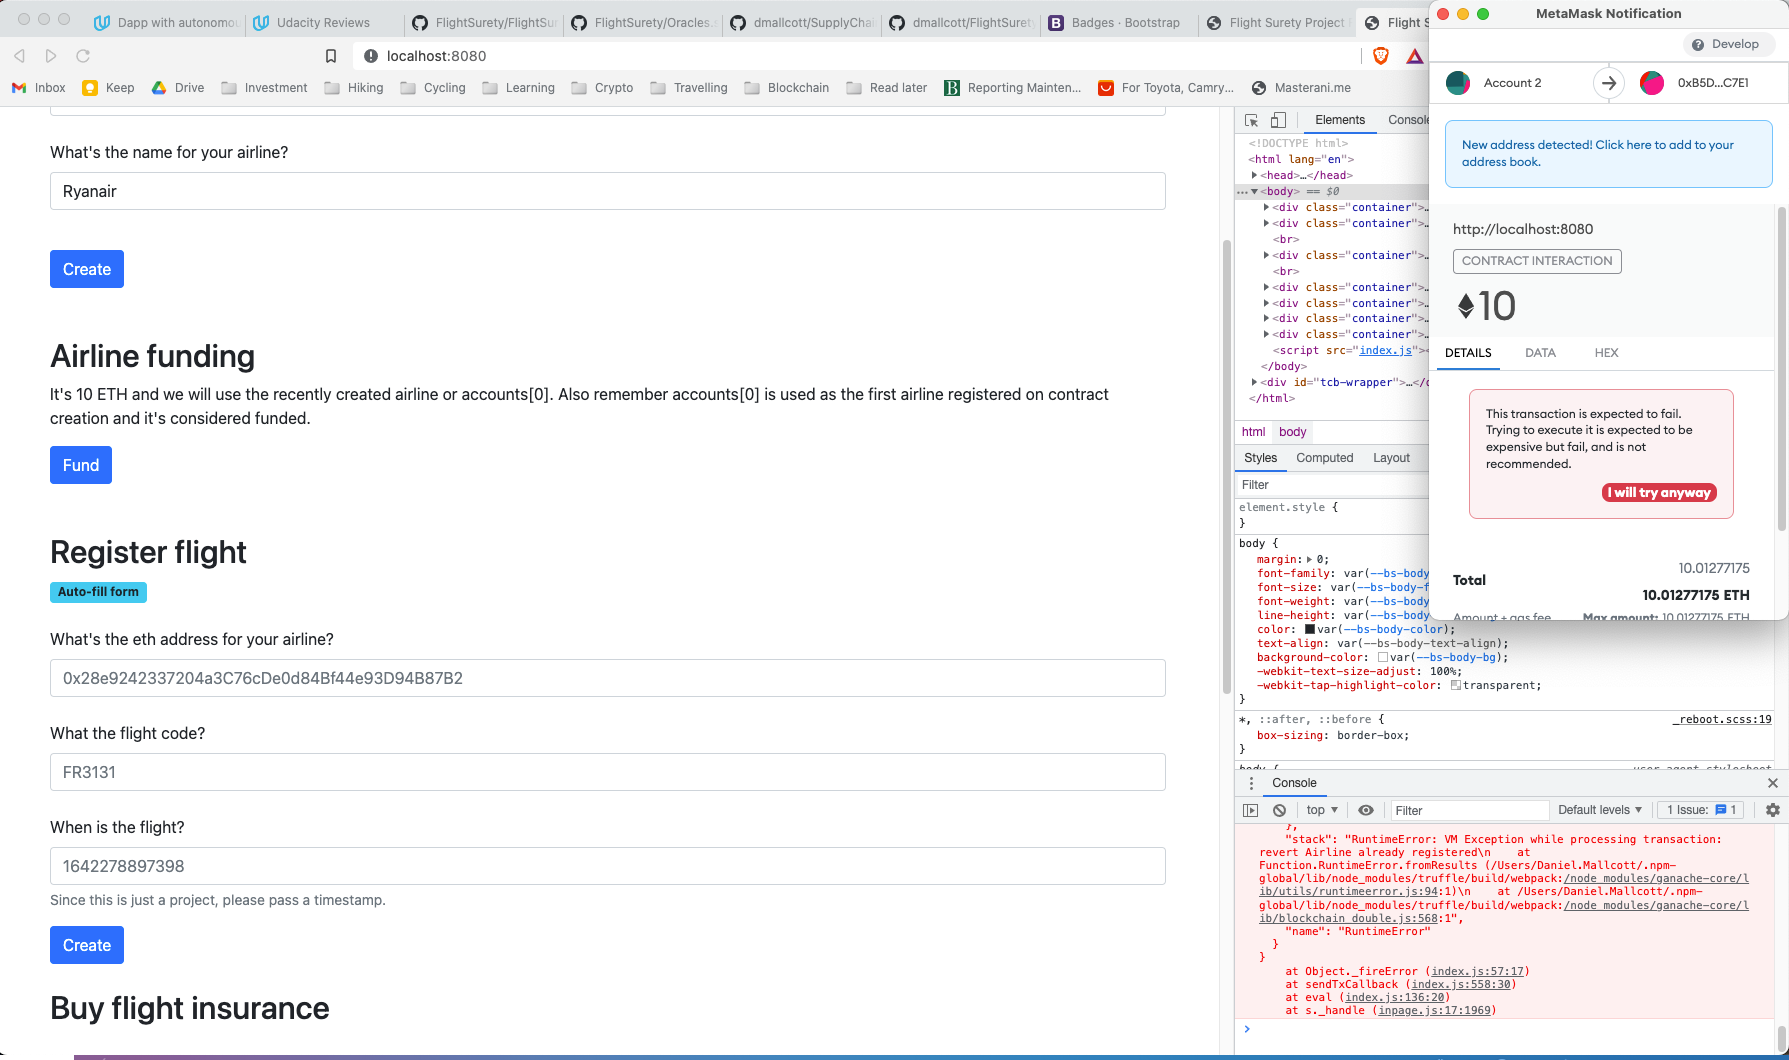 Dapp with autonomou
Udacity Reviews
FlightSurety/FlightSu
FlightSurety/Oracles.
dmallcott/SupplyChai
dmallcott/FlightSurety
Badges · Bootstrap
Flight Surety Project
Flight S
localhost:8080
Inbox
Keep
Drive
Investment
Hiking
Cycling
Learning
Crypto
Travelling
Blockchain
Read later
Reporting Mainten...
For Toyota, Camry...
Masterani.me
What's the name for your airline?
Ryanair
Create
Airline funding
It's 10 ETH and we will use the recently created airline or accounts[0]. Also remember accounts[0] is used as the first airline registered on contract
creation and it's considered funded.
Fund
Register flight
Auto-fill form
What's the eth address for your airline?
0x28e9242337204a3C76cDe0d84Bf44e93D94B87B2
What the flight code?
FR3131
When is the flight?
1642278897398
Since this is just a project, please pass a timestamp.
Create
Buy flight insurance
Elements
Console
<!DOCTYPE html>
<html lang="en">
<head>…</head>
<body> == $0
<div class="container">…
<div class="container">…
<br>
<div class="container">…
<br>
<div class="container">…
<div class="container">…
<div class="container">…
<div class="container">…
<script src="index.js"><
</body>
<div id="tcb-wrapper">…</d
</html>
html body
Styles Computed Layout
Filter
element.style {
}
body {
margin: 0;
font-family: var(--bs-body
font-size: var(--bs-body-f
font-weight: var(--bs-body
line-height: var(--bs-body
color: var(--bs-body-color);
text-align: var(--bs-body-text-align);
background-color: var(--bs-body-bg);
-webkit-text-size-adjust: 100%;
-webkit-tap-highlight-color: transparent;
}
*, ::after, ::before { _reboot.scss:19
box-sizing: border-box;
}
body { user agent stylesheet
Console
top Filter Default levels 1 Issue: 1
},
"stack": "RuntimeError: VM Exception while processing transaction:
revert Airline already registered\n at
Function.RuntimeError.fromResults (/Users/Daniel.Mallcott/.npm-
global/lib/node_modules/truffle/build/webpack:/node_modules/ganache-core/l
ib/utils/runtimeerror.js:94:1)\n at /Users/Daniel.Mallcott/.npm-
global/lib/node_modules/truffle/build/webpack:/node_modules/ganache-core/l
ib/blockchain_double.js:568:1",
"name": "RuntimeError"
}
}
at Object._fireError (index.js:57:17)
at sendTxCallback (index.js:558:30)
at eval (index.js:136:20)
at s._handle (inpage.js:17:1969)
MetaMask Notification
Develop
Account 2
0xB5D...C7E1
New address detected! Click here to add to your
address book.
http://localhost:8080
CONTRACT INTERACTION
10
DETAILS DATA HEX
This transaction is expected to fail.
Trying to execute it is expected to be
expensive but fail, and is not
recommended.
I will try anyway
10.01277175
Total
10.01277175 ETH
Amount + gas fee Max amount: 10.01277175 ETH